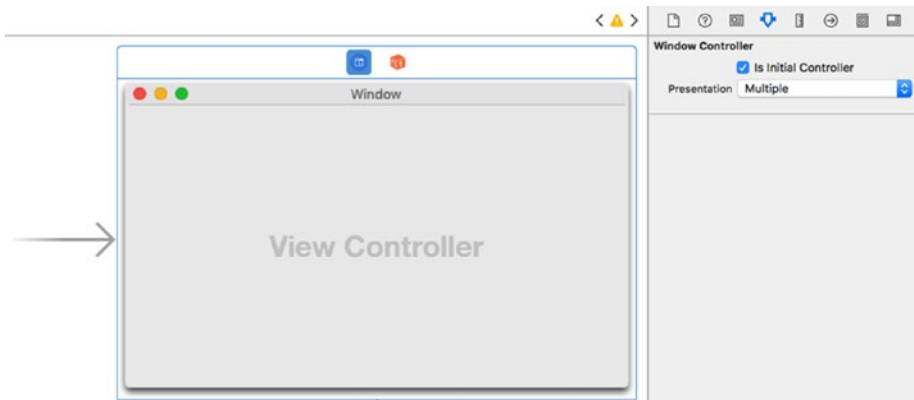 Window Controller
Is Initial Controller
Presentation Multiple
Window
View Controller